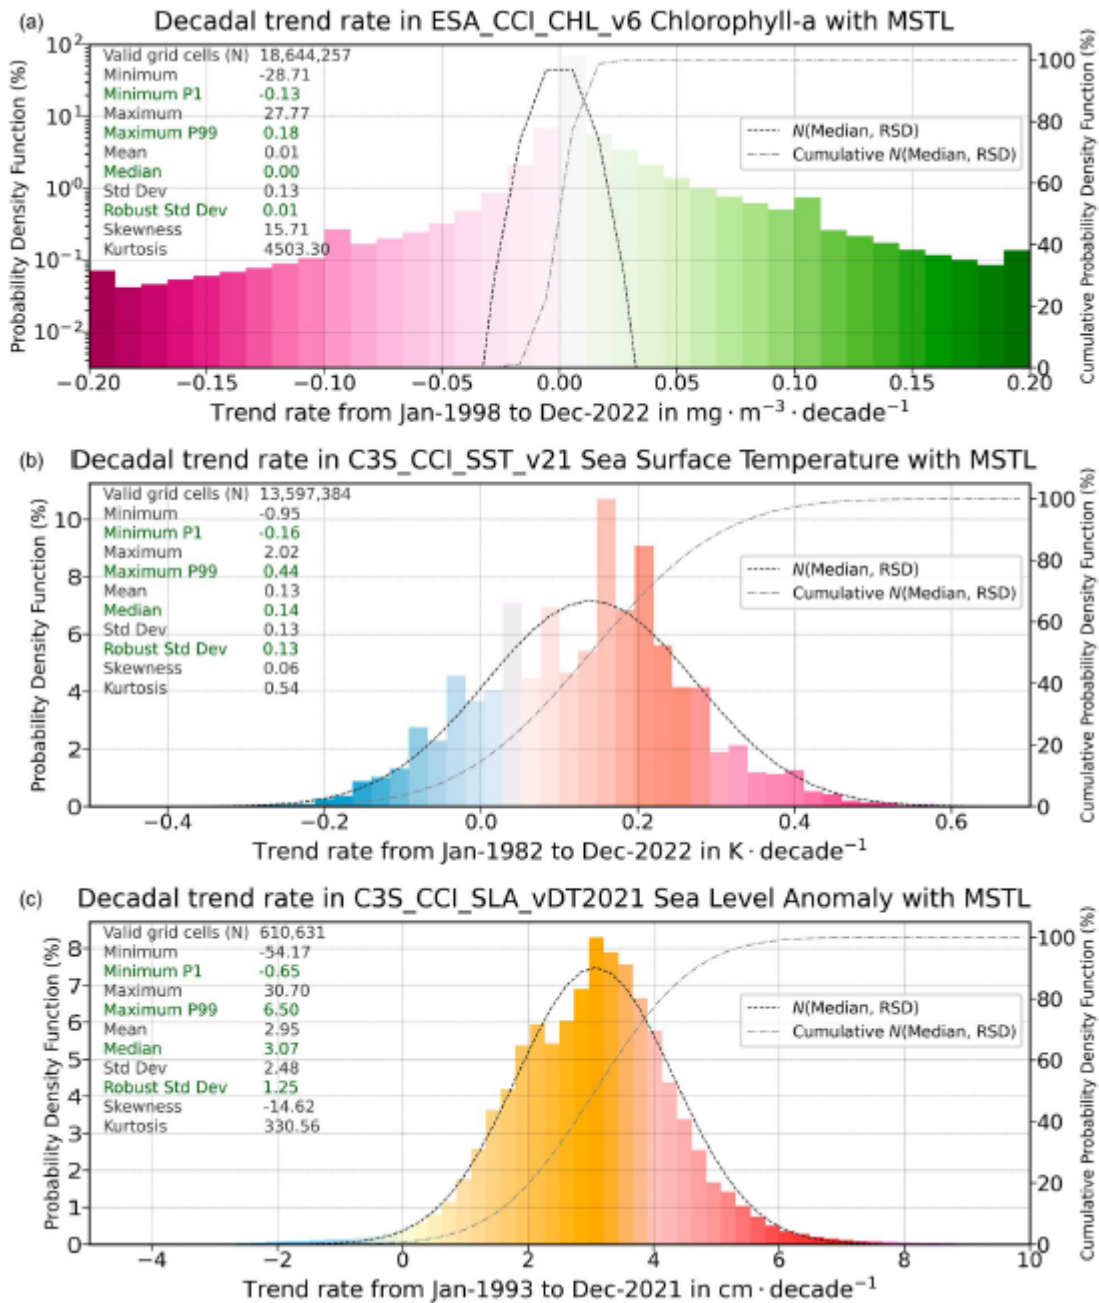 (a) Decadal trend rate in ESA_CCI_CHL_v6 Chlorophyll-a with MSTL
Probability Density Function (%)
10²
10¹
10⁰
10⁻¹
10⁻²
Valid grid cells (N) 18,644,257
Minimum -28.71
Minimum P1 -0.13
Maximum 27.77
Maximum P99 0.18
Mean 0.01
Median 0.00
Std Dev 0.13
Robust Std Dev 0.01
Skewness 15.71
Kurtosis 4503.30
N(Median, RSD)
Cumulative N(Median, RSD)
100
80
60
40
20
0
Cumulative Probability Density Function (%)
−0.20 −0.15 −0.10 −0.05 0.00 0.05 0.10 0.15 0.20
Trend rate from Jan-1998 to Dec-2022 in mg · m⁻³ · decade⁻¹
(b) Decadal trend rate in C3S_CCI_SST_v21 Sea Surface Temperature with MSTL
Probability Density Function (%)
10
8
6
4
2
0
Valid grid cells (N) 13,597,384
Minimum -0.95
Minimum P1 -0.16
Maximum 2.02
Maximum P99 0.44
Mean 0.13
Median 0.14
Std Dev 0.13
Robust Std Dev 0.13
Skewness 0.06
Kurtosis 0.54
N(Median, RSD)
Cumulative N(Median, RSD)
100
80
60
40
20
0
Cumulative Probability Density Function (%)
−0.4 −0.2 0.0 0.2 0.4 0.6
Trend rate from Jan-1982 to Dec-2022 in K · decade⁻¹
(c) Decadal trend rate in C3S_CCI_SLA_vDT2021 Sea Level Anomaly with MSTL
Probability Density Function (%)
8
7
6
5
4
3
2
1
0
Valid grid cells (N) 610,631
Minimum -54.17
Minimum P1 -0.65
Maximum 30.70
Maximum P99 6.50
Mean 2.95
Median 3.07
Std Dev 2.48
Robust Std Dev 1.25
Skewness -14.62
Kurtosis 330.56
N(Median, RSD)
Cumulative N(Median, RSD)
100
80
60
40
20
0
Cumulative Probability Density Function (%)
−4 −2 0 2 4 6 8 10
Trend rate from Jan-1993 to Dec-2021 in cm · decade⁻¹